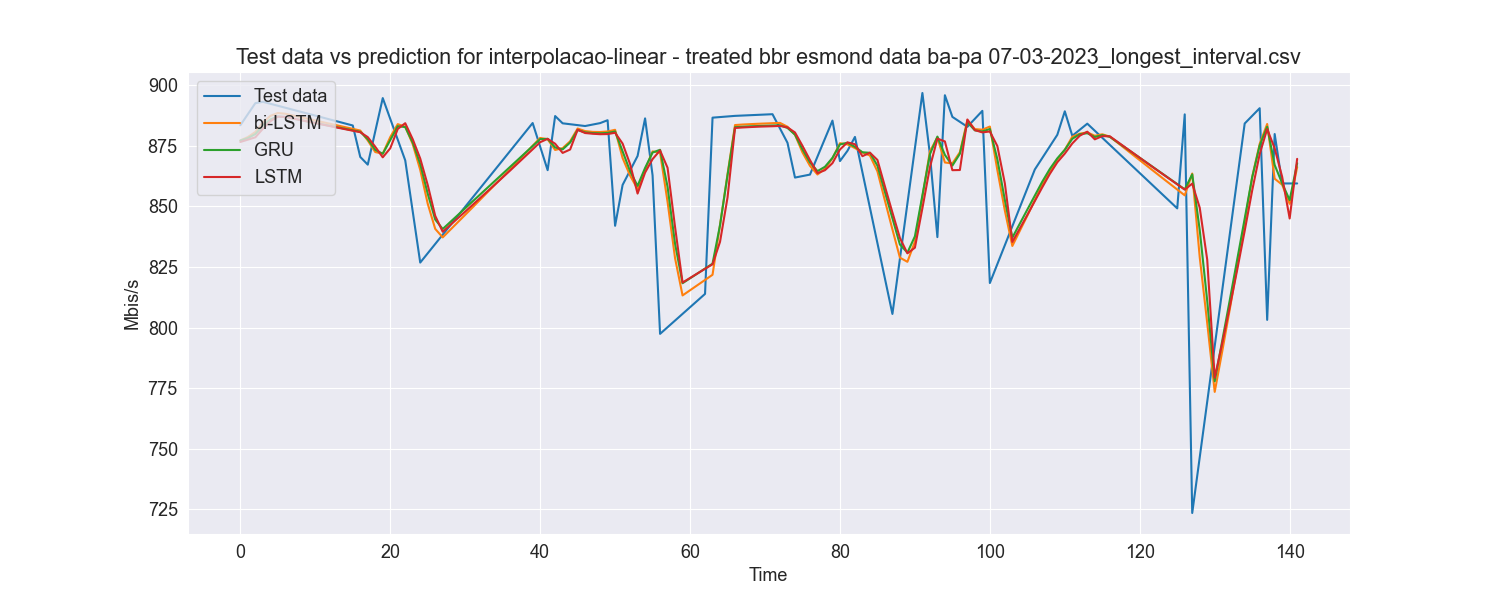 Test data vs prediction for interpolacao-linear - treated bbr esmond data ba-pa 07-03-2023_longest_interval.csv
Test data
bi-LSTM
GRU
LSTM
900
875
850
825
800
775
750
725
Mbis/s
0 20 40 60 80 100 120 140
Time